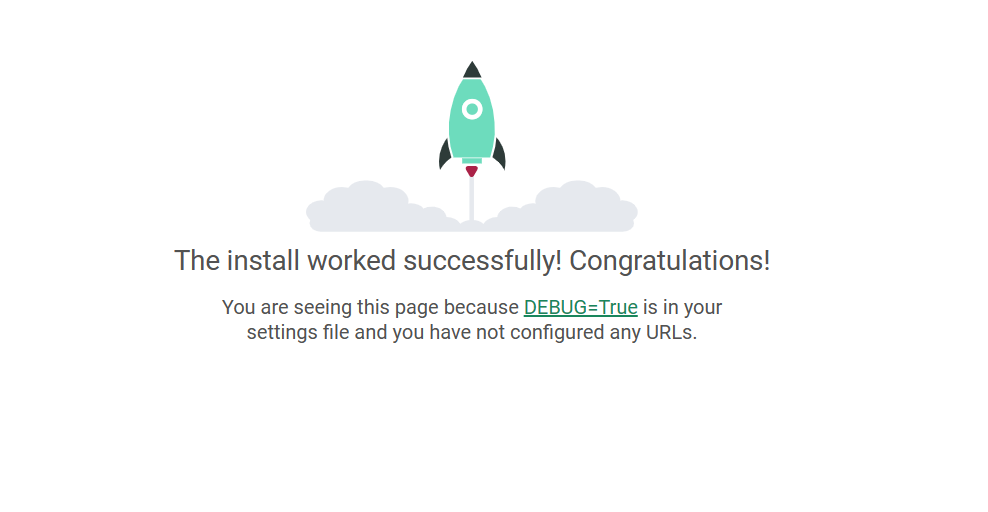 The install worked successfully! Congratulations!
You are seeing this page because DEBUG=True is in your
settings file and you have not configured any URLs.